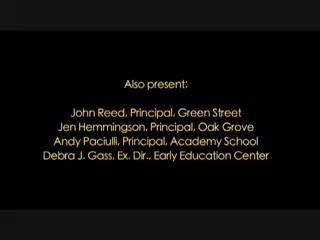 Also present:
John Reed, Principal, Green Street
Jen Hemmingson, Principal, Oak Grove
Andy Paciulli, Principal, Academy School
Debra J. Gass, Ex. Dir., Early Education Center